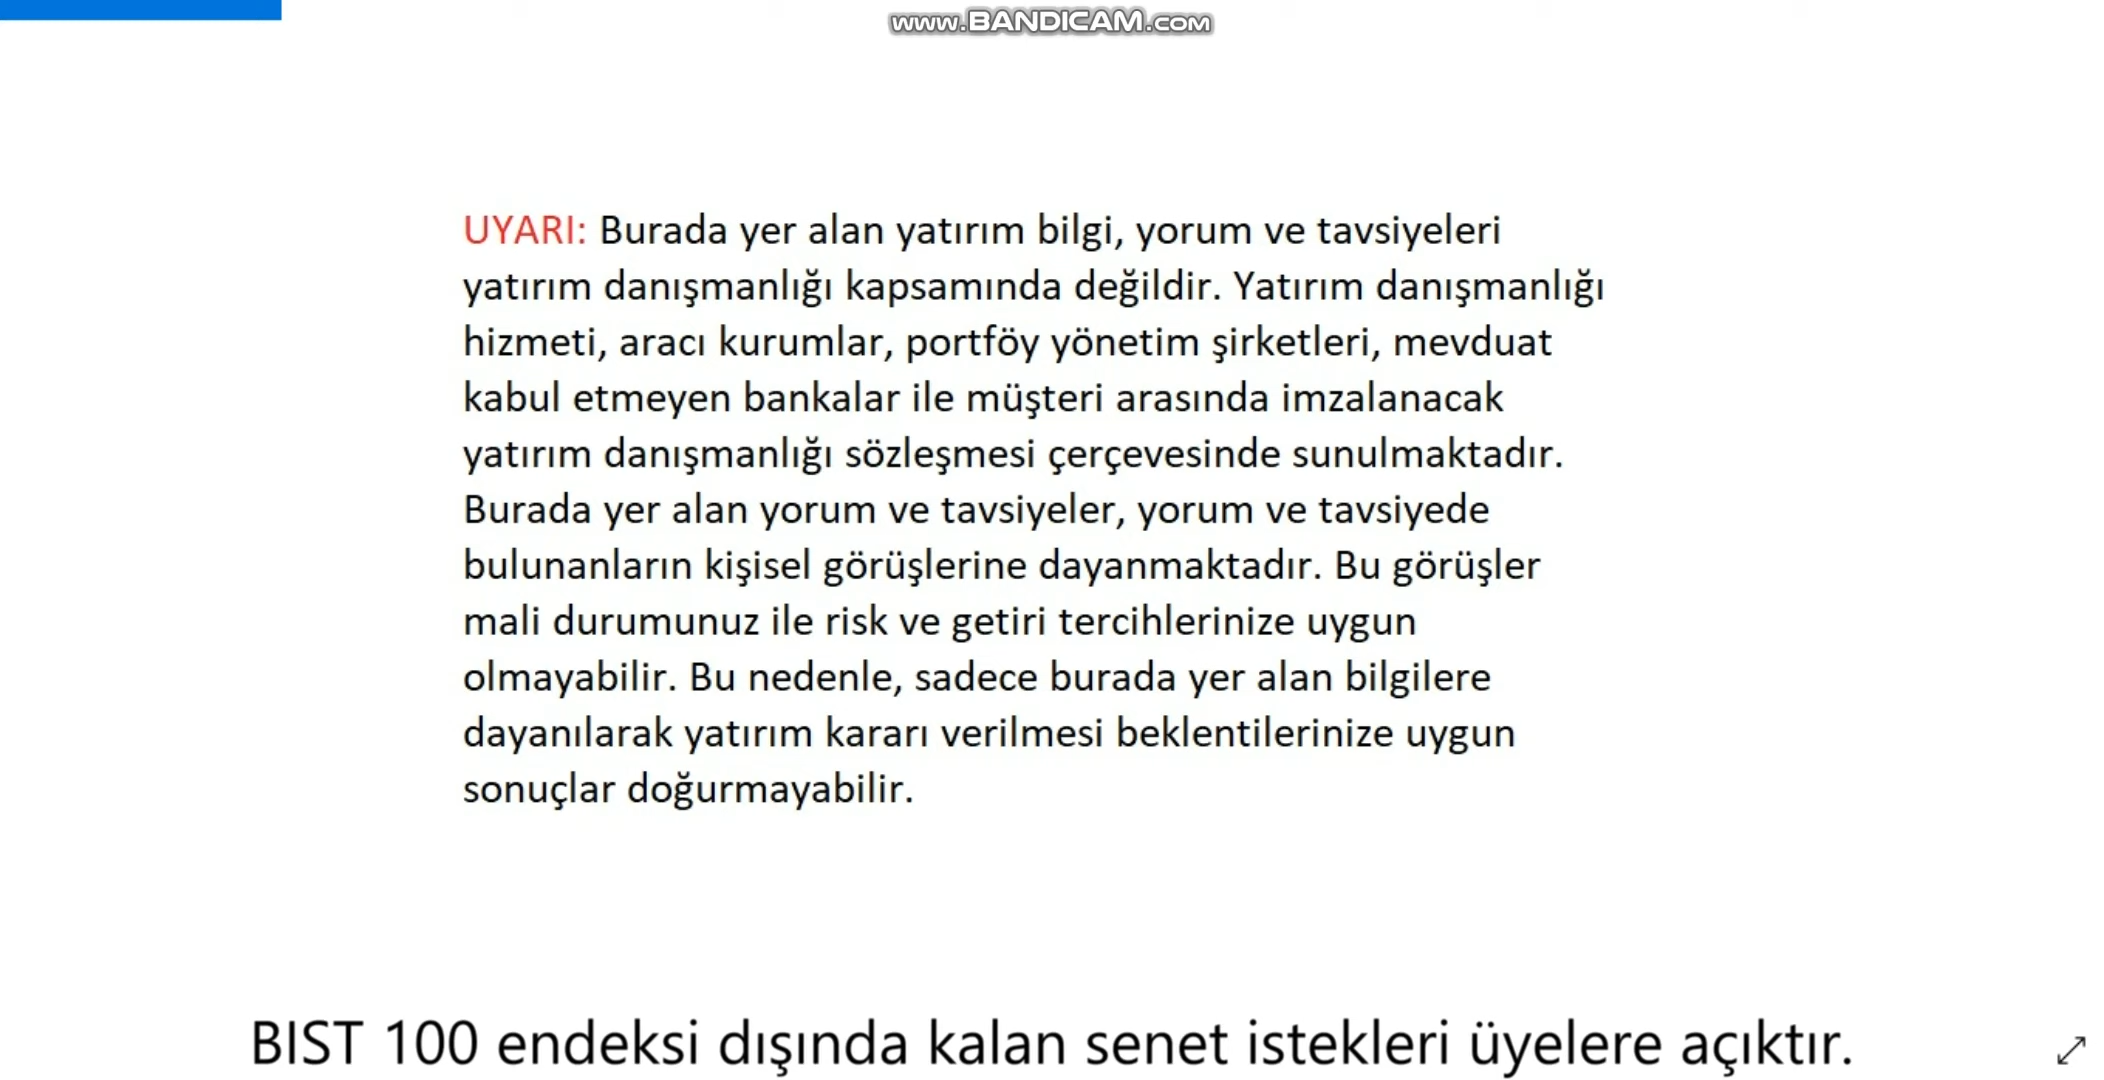 www.BANDICAM.com
UYARI: Burada yer alan yatırım bilgi, yorum ve tavsiyeleri
yatırım danışmanlığı kapsamında değildir. Yatırım danışmanlığı
hizmeti, aracı kurumlar, portföy yönetim şirketleri, mevduat
kabul etmeyen bankalar ile müşteri arasında imzalanacak
yatırım danışmanlığı sözleşmesi çerçevesinde sunulmaktadır.
Burada yer alan yorum ve tavsiyeler, yorum ve tavsiyede
bulunanların kişisel görüşlerine dayanmaktadır. Bu görüşler
mali durumunuz ile risk ve getiri tercihlerinize uygun
olmayabilir. Bu nedenle, sadece burada yer alan bilgilere
dayanılarak yatırım kararı verilmesi beklentilerinize uygun
sonuçlar doğurmayabilir.
BIST 100 endeksi dışında kalan senet istekleri üyelere açıktır.